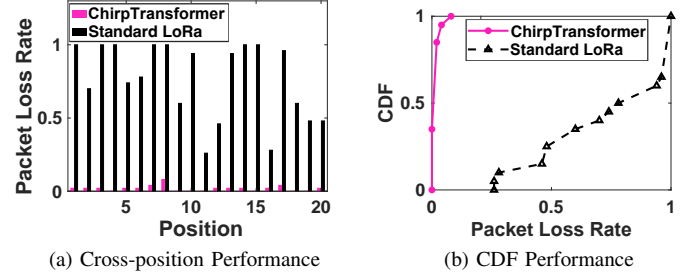 ChirpTransformer
Standard LoRa
Packet Loss Rate
1
0.5
0
5
10
15
20
Position
(a) Cross-position Performance
ChirpTransformer
Standard LoRa
CDF
1
0.5
0
0
0.5
1
Packet Loss Rate
(b) CDF Performance